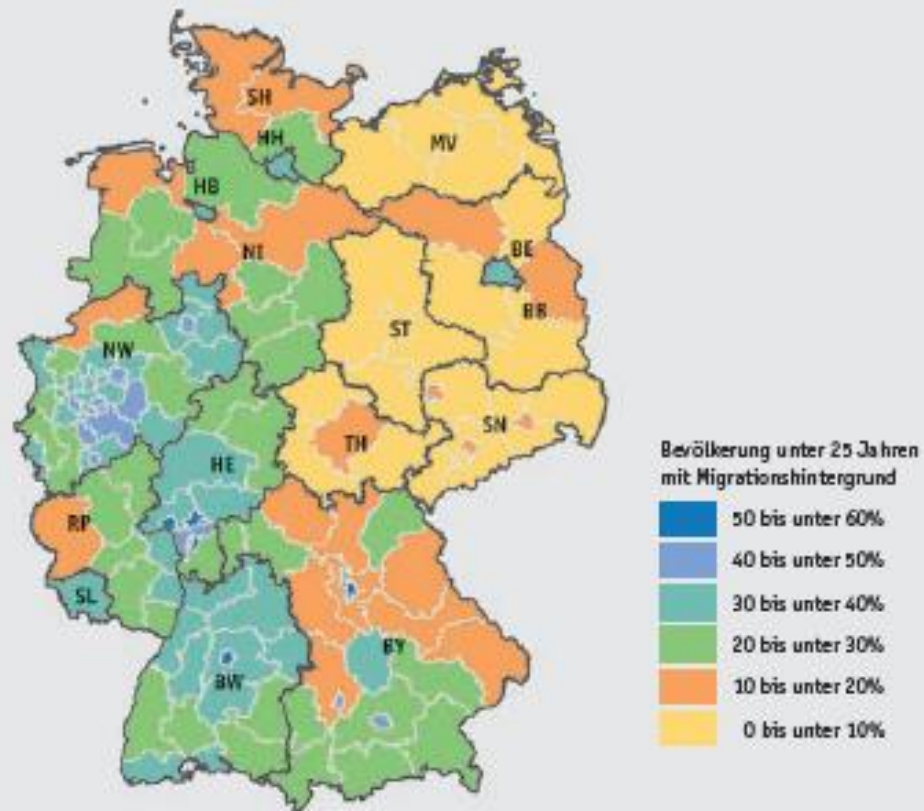 SH
HH
MV
HB
NI
BE
BB
ST
NW
SN
TH
HE
RP
SL
BY
BW
Bevölkerung unter 25 Jahren
mit Migrationshintergrund
50 bis unter 60%
40 bis unter 50%
30 bis unter 40%
20 bis unter 30%
10 bis unter 20%
0 bis unter 10%